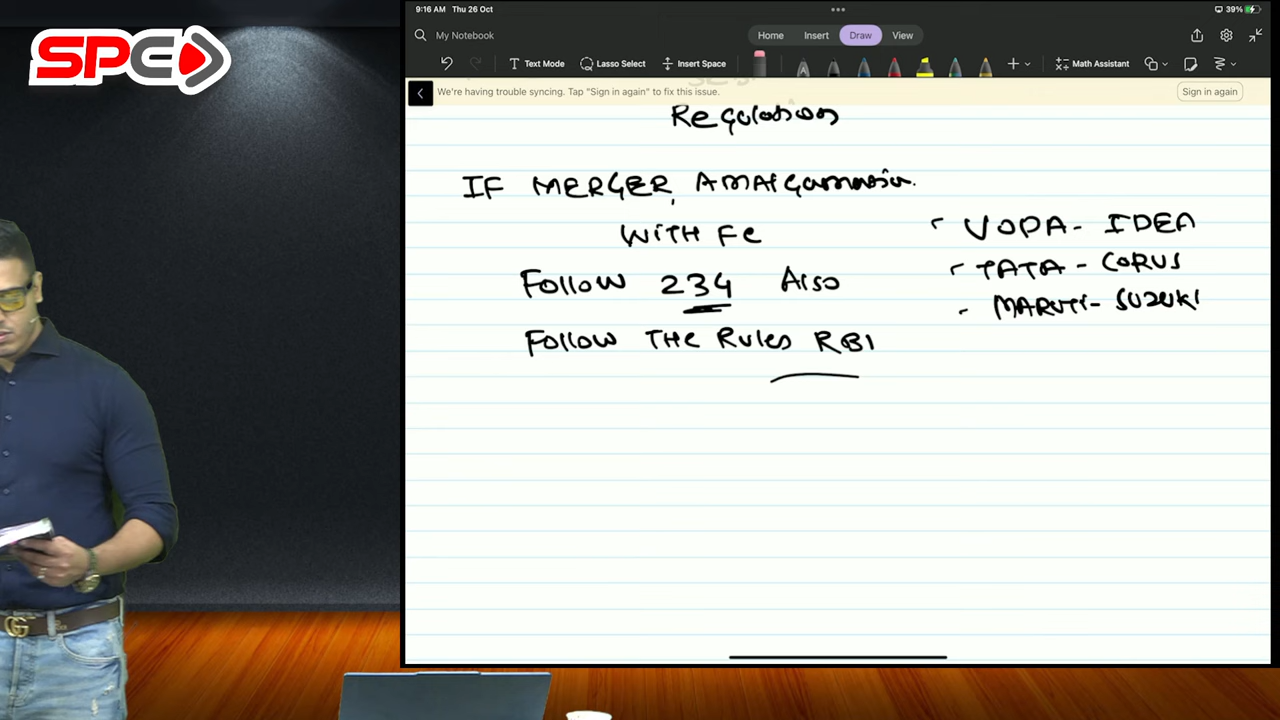 SPEC
9:16 AM Thu 26 Oct
39%
My Notebook
Home Insert Draw View
Text Mode Lasso Select Insert Space Math Assistant
We're having trouble syncing. Tap "Sign in again" to fix this issue. Sign in again
Regulations
IF MERGER, AMALGamation.
WITH FC
Follow 234 Also
Follow THE Rules RBI
VODA - IDEA
TATA - CORUS
MARUTI - SUZUKI